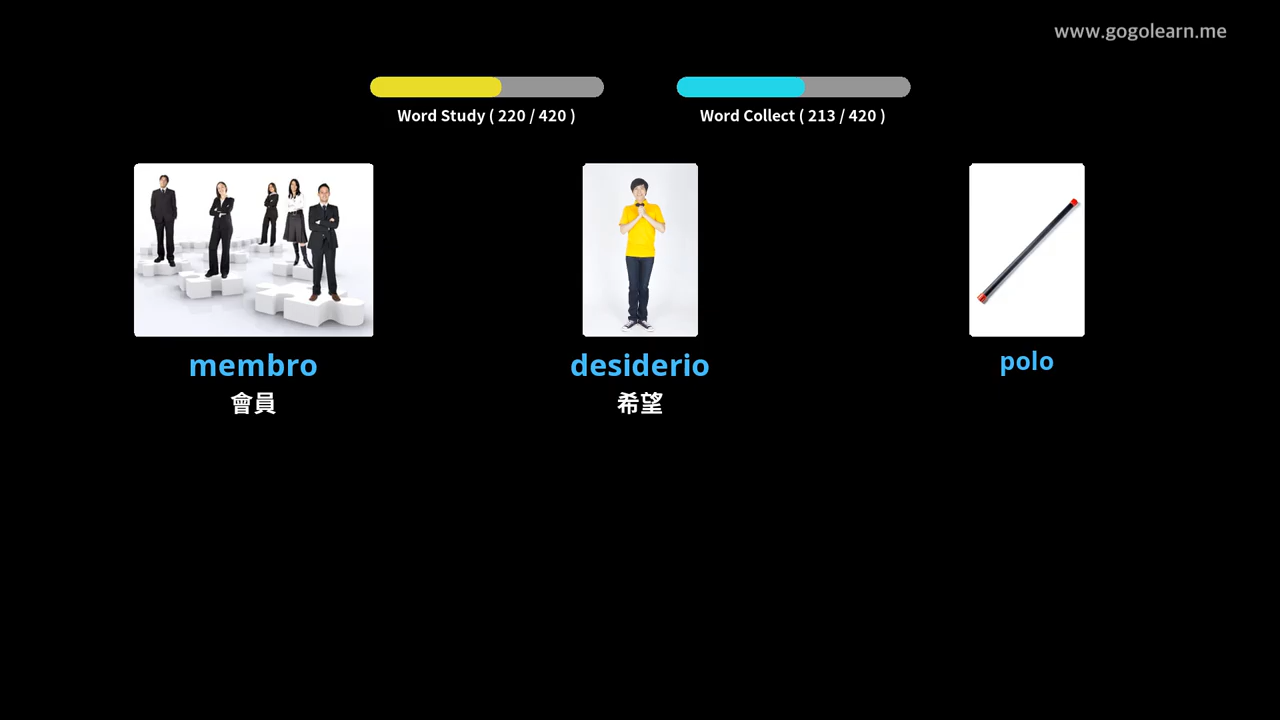 www.gogolearn.me
Word Study ( 220 / 420 )
Word Collect ( 213 / 420 )
membro
會員
desiderio
希望
polo